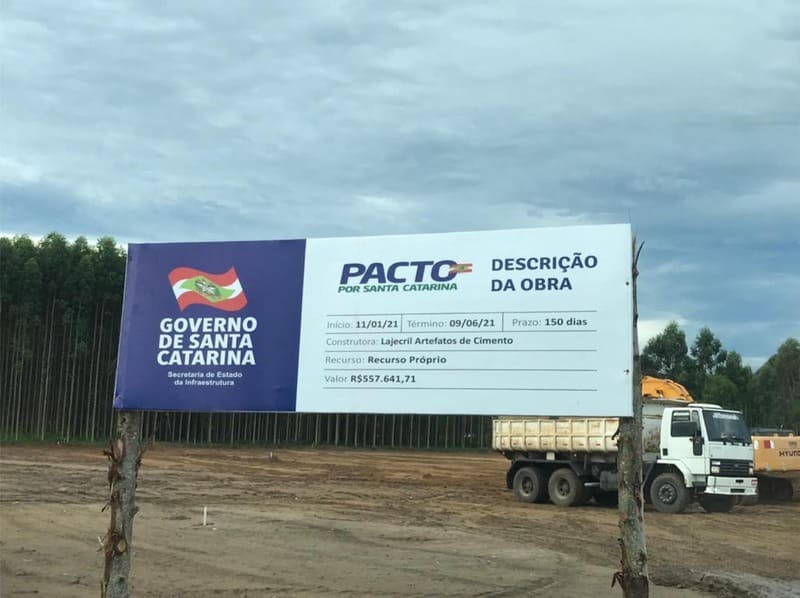 GOVERNO
DE SANTA
CATARINA
Secretaria de Estado
da Infraestrutura
PACTO
POR SANTA CATARINA
DESCRIÇÃO
DA OBRA
Início: 11/01/21 Término: 09/06/21 Prazo: 150 dias
Construtora: Lajecril Artefatos de Cimento
Recurso: Recurso Próprio
Valor R$557.641,71
HYUN